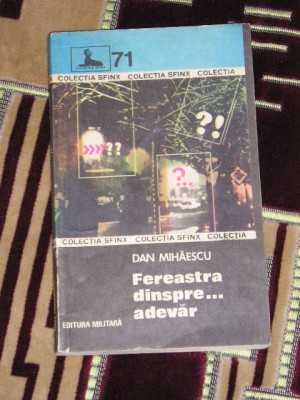 71
COLECTIA SFINX COLECTIA SFINX COLECTIA
?!
»»??
?...
COLECTIA SFINX COLECTIA SFINX COLECTIA
DAN MIHĂESCU
Fereastra
dinspre...
adevăr
EDITURA MILITARĂ